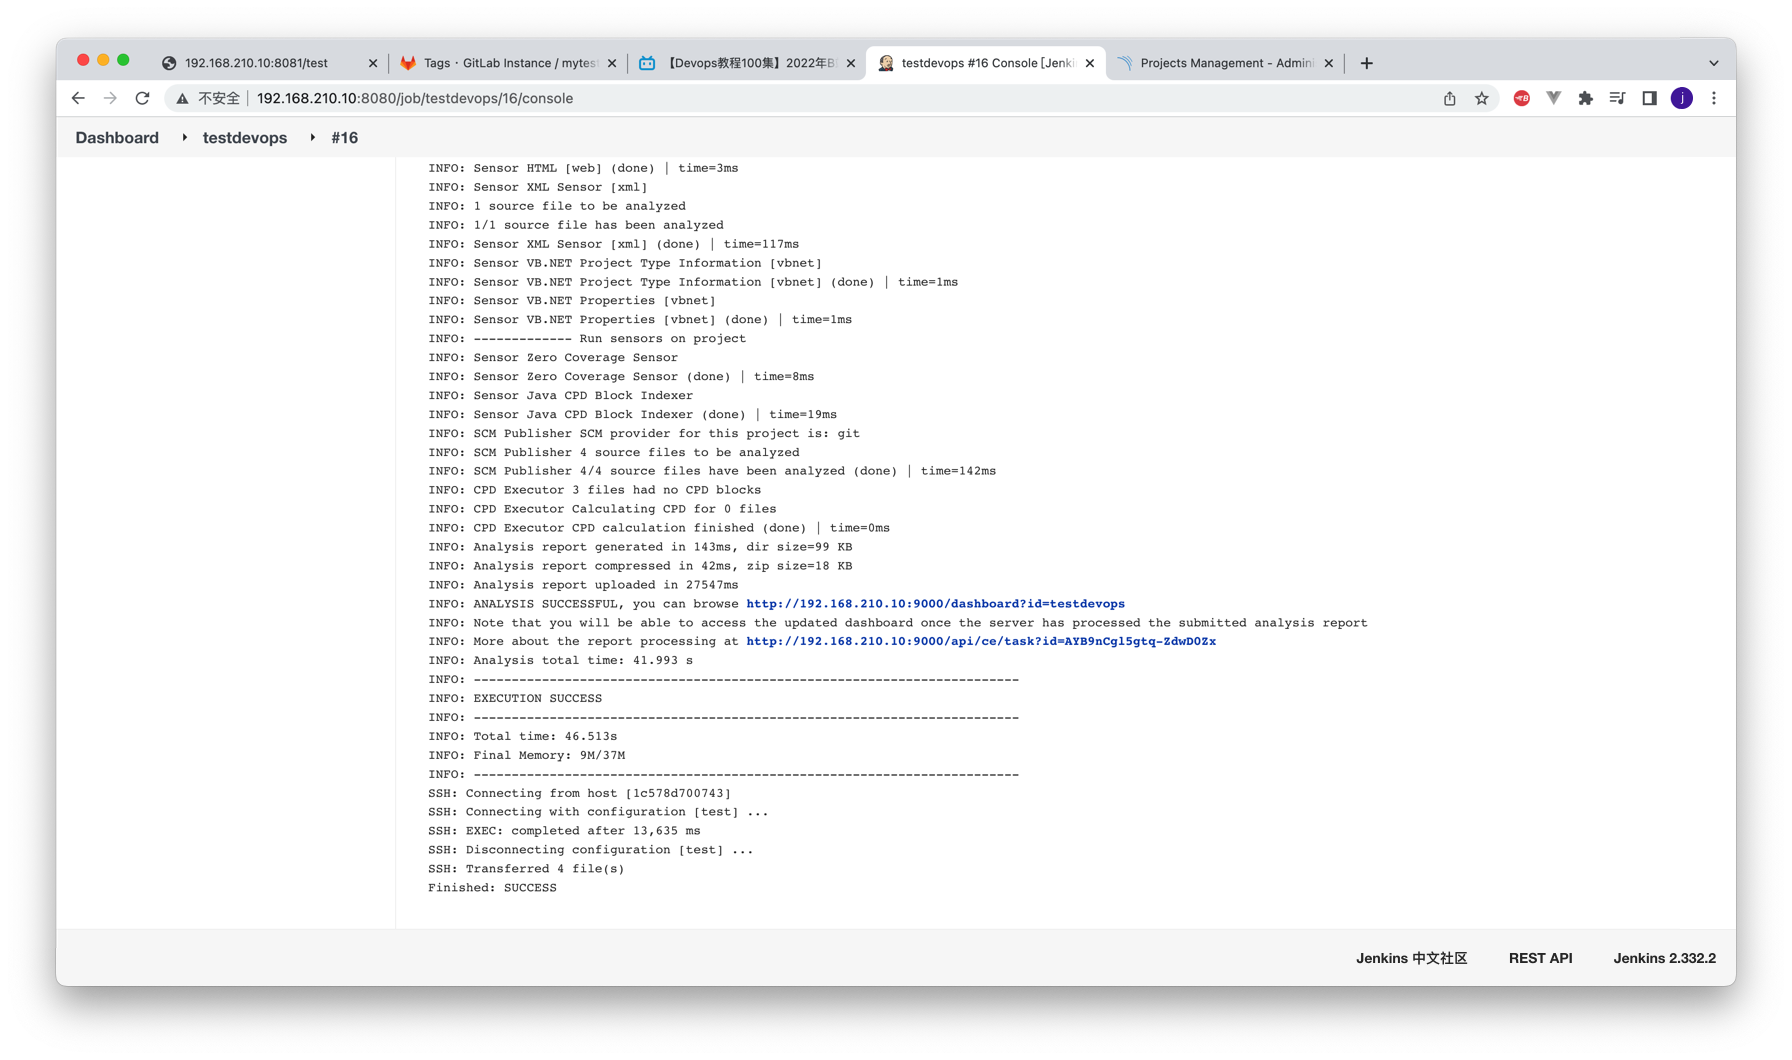 192.168.210.10:8081/test
Tags · GitLab Instance / mytest
【Devops教程100集】2022年B
testdevops #16 Console [Jenki
Projects Management - Admini
不安全
192.168.210.10:8080/job/testdevops/16/console
j
Dashboard
testdevops
#16
INFO: Sensor HTML [web] (done) | time=3ms
INFO: Sensor XML Sensor [xml]
INFO: 1 source file to be analyzed
INFO: 1/1 source file has been analyzed
INFO: Sensor XML Sensor [xml] (done) | time=117ms
INFO: Sensor VB.NET Project Type Information [vbnet]
INFO: Sensor VB.NET Project Type Information [vbnet] (done) | time=1ms
INFO: Sensor VB.NET Properties [vbnet]
INFO: Sensor VB.NET Properties [vbnet] (done) | time=1ms
INFO: ------------- Run sensors on project
INFO: Sensor Zero Coverage Sensor
INFO: Sensor Zero Coverage Sensor (done) | time=8ms
INFO: Sensor Java CPD Block Indexer
INFO: Sensor Java CPD Block Indexer (done) | time=19ms
INFO: SCM Publisher SCM provider for this project is: git
INFO: SCM Publisher 4 source files to be analyzed
INFO: SCM Publisher 4/4 source files have been analyzed (done) | time=142ms
INFO: CPD Executor 3 files had no CPD blocks
INFO: CPD Executor Calculating CPD for 0 files
INFO: CPD Executor CPD calculation finished (done) | time=0ms
INFO: Analysis report generated in 143ms, dir size=99 KB
INFO: Analysis report compressed in 42ms, zip size=18 KB
INFO: Analysis report uploaded in 27547ms
INFO: ANALYSIS SUCCESSFUL, you can browse http://192.168.210.10:9000/dashboard?id=testdevops
INFO: Note that you will be able to access the updated dashboard once the server has processed the submitted analysis report
INFO: More about the report processing at http://192.168.210.10:9000/api/ce/task?id=AYB9nCgl5gtq-ZdwD0Zx
INFO: Analysis total time: 41.993 s
INFO: ------------------------------------------------------------------------
INFO: EXECUTION SUCCESS
INFO: ------------------------------------------------------------------------
INFO: Total time: 46.513s
INFO: Final Memory: 9M/37M
INFO: ------------------------------------------------------------------------
SSH: Connecting from host [1c578d700743]
SSH: Connecting with configuration [test] ...
SSH: EXEC: completed after 13,635 ms
SSH: Disconnecting configuration [test] ...
SSH: Transferred 4 file(s)
Finished: SUCCESS
Jenkins 中文社区
REST API
Jenkins 2.332.2